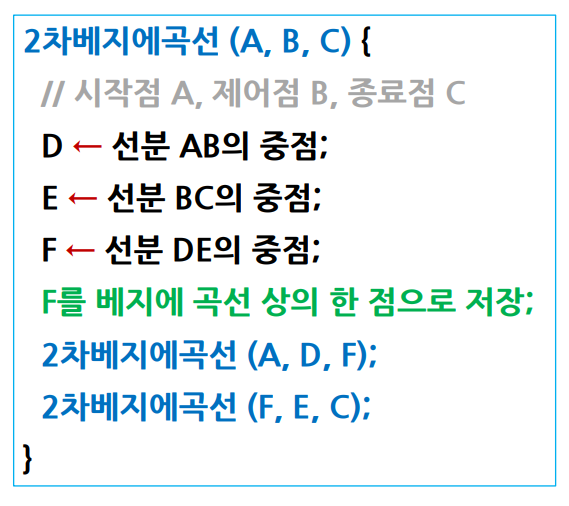 2차베지에곡선 (A, B, C) {
// 시작점 A, 제어점 B, 종료점 C
D ← 선분 AB의 중점;
E ← 선분 BC의 중점;
F ← 선분 DE의 중점;
F를 베지에 곡선 상의 한 점으로 저장;
2차베지에곡선 (A, D, F);
2차베지에곡선 (F, E, C);
}